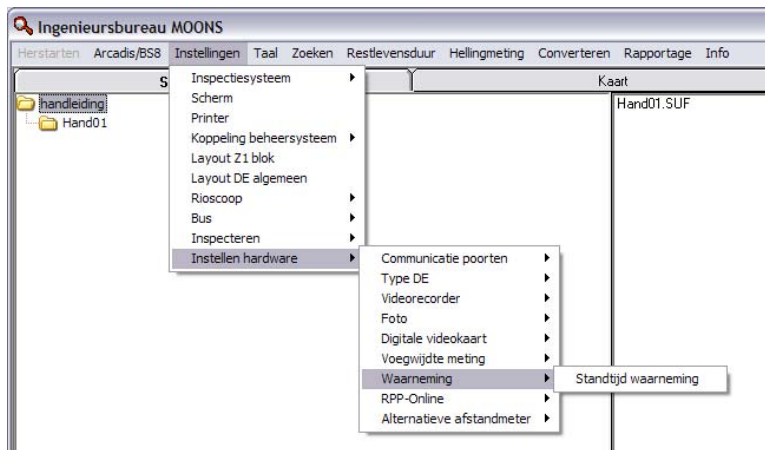 Ingenieursbureau MOONS
Herstarten Arcadis/BS8 Instellingen Taal Zoeken Restlevensduur Hellingmeting Converteren Rapportage Info
S
Kaart
handleiding
Hand01
Hand01.SUF
Inspectiesysteem
Scherm
Printer
Koppeling beheersysteem
Layout Z1 blok
Layout DE algemeen
Rioscoop
Bus
Inspecteren
Instellen hardware
Communicatie poorten
Type DE
Videorecorder
Foto
Digitale videokaart
Voegwijdte meting
Waarneming
RPP-Online
Alternatieve afstandmeter
Standtijd waarneming